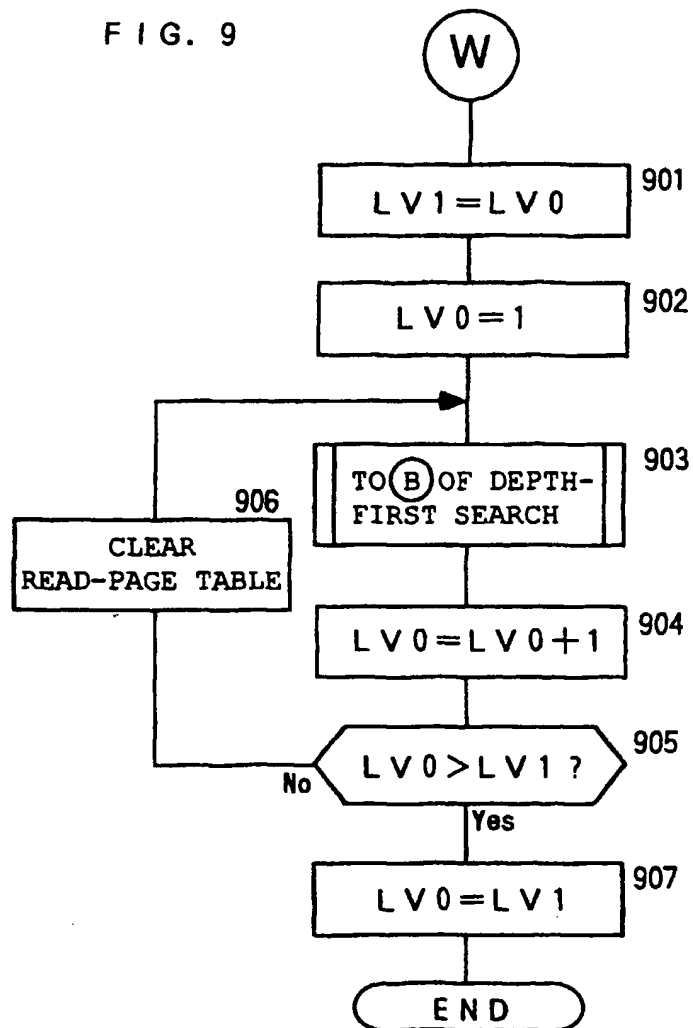 FIG. 9
W
901
LV1=LV0
902
LV0=1
903
TO B OF DEPTH-
FIRST SEARCH
906
CLEAR
READ-PAGE TABLE
904
LV0=LV0+1
905
LV0>LV1?
No
Yes
907
LV0=LV1
END